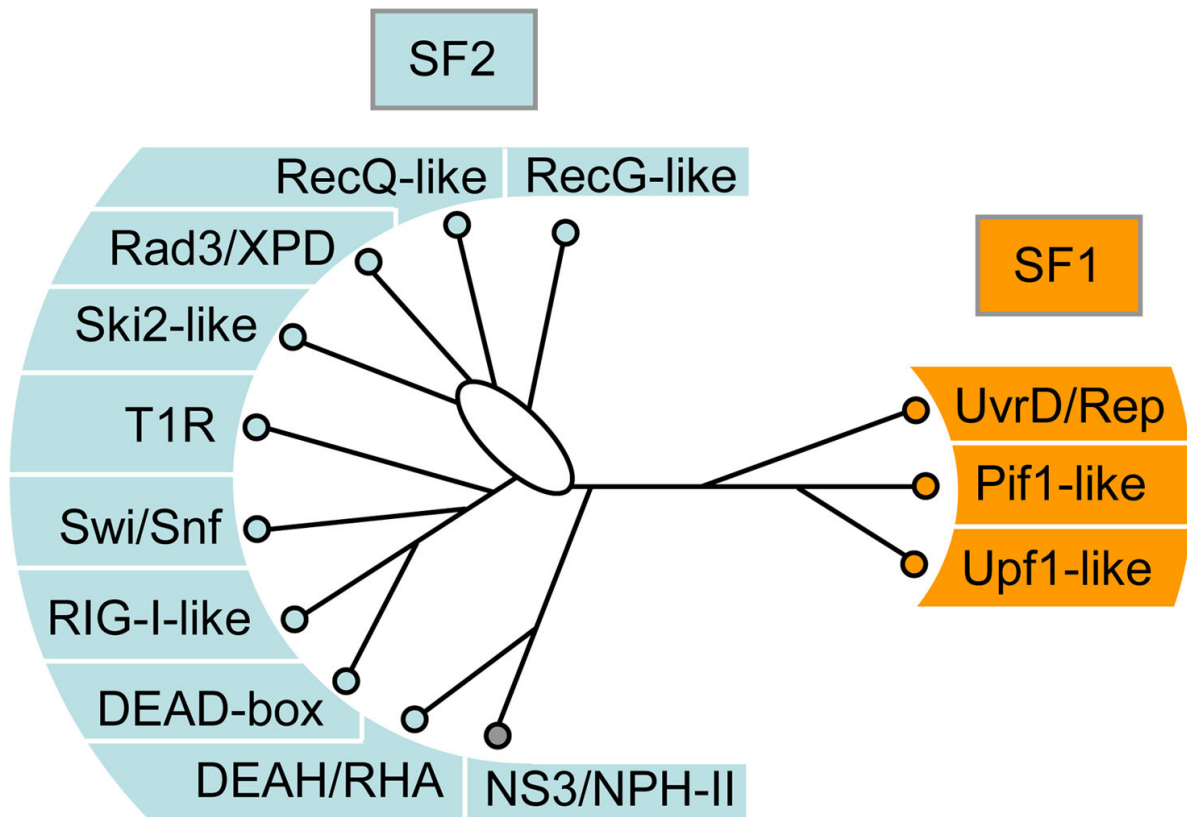 SF2
RecQ-like
RecG-like
Rad3/XPD
SF1
Ski2-like
UvrD/Rep
T1R
Pif1-like
Swi/Snf
Upf1-like
RIG-I-like
DEAD-box
DEAH/RHA
NS3/NPH-II